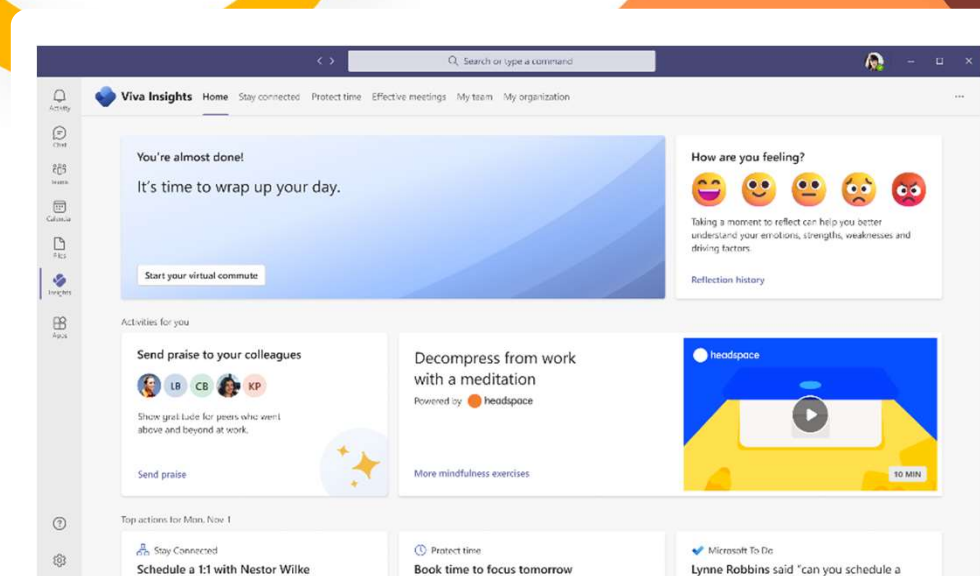 Search or type a command
Activity
Chat
Teams
Calendar
Files
Insights
Apps
Viva Insights Home Stay connected Protect time Effective meetings My team My organization
You're almost done!
It's time to wrap up your day.
Start your virtual commute
How are you feeling?
Taking a moment to reflect can help you better
understand your emotions, strengths, weaknesses and
driving factors.
Reflection history
Activities for you
Send praise to your colleagues
LB CB KP
Show gratitude for peers who went
above and beyond at work.
Send praise
Decompress from work
with a meditation
Powered by headspace
More mindfulness exercises
headspace
10 MIN
Top actions for Mon, Nov 1
Stay Connected
Schedule a 1:1 with Nestor Wilke
Protect time
Book time to focus tomorrow
Microsoft To Do
Lynne Robbins said "can you schedule a